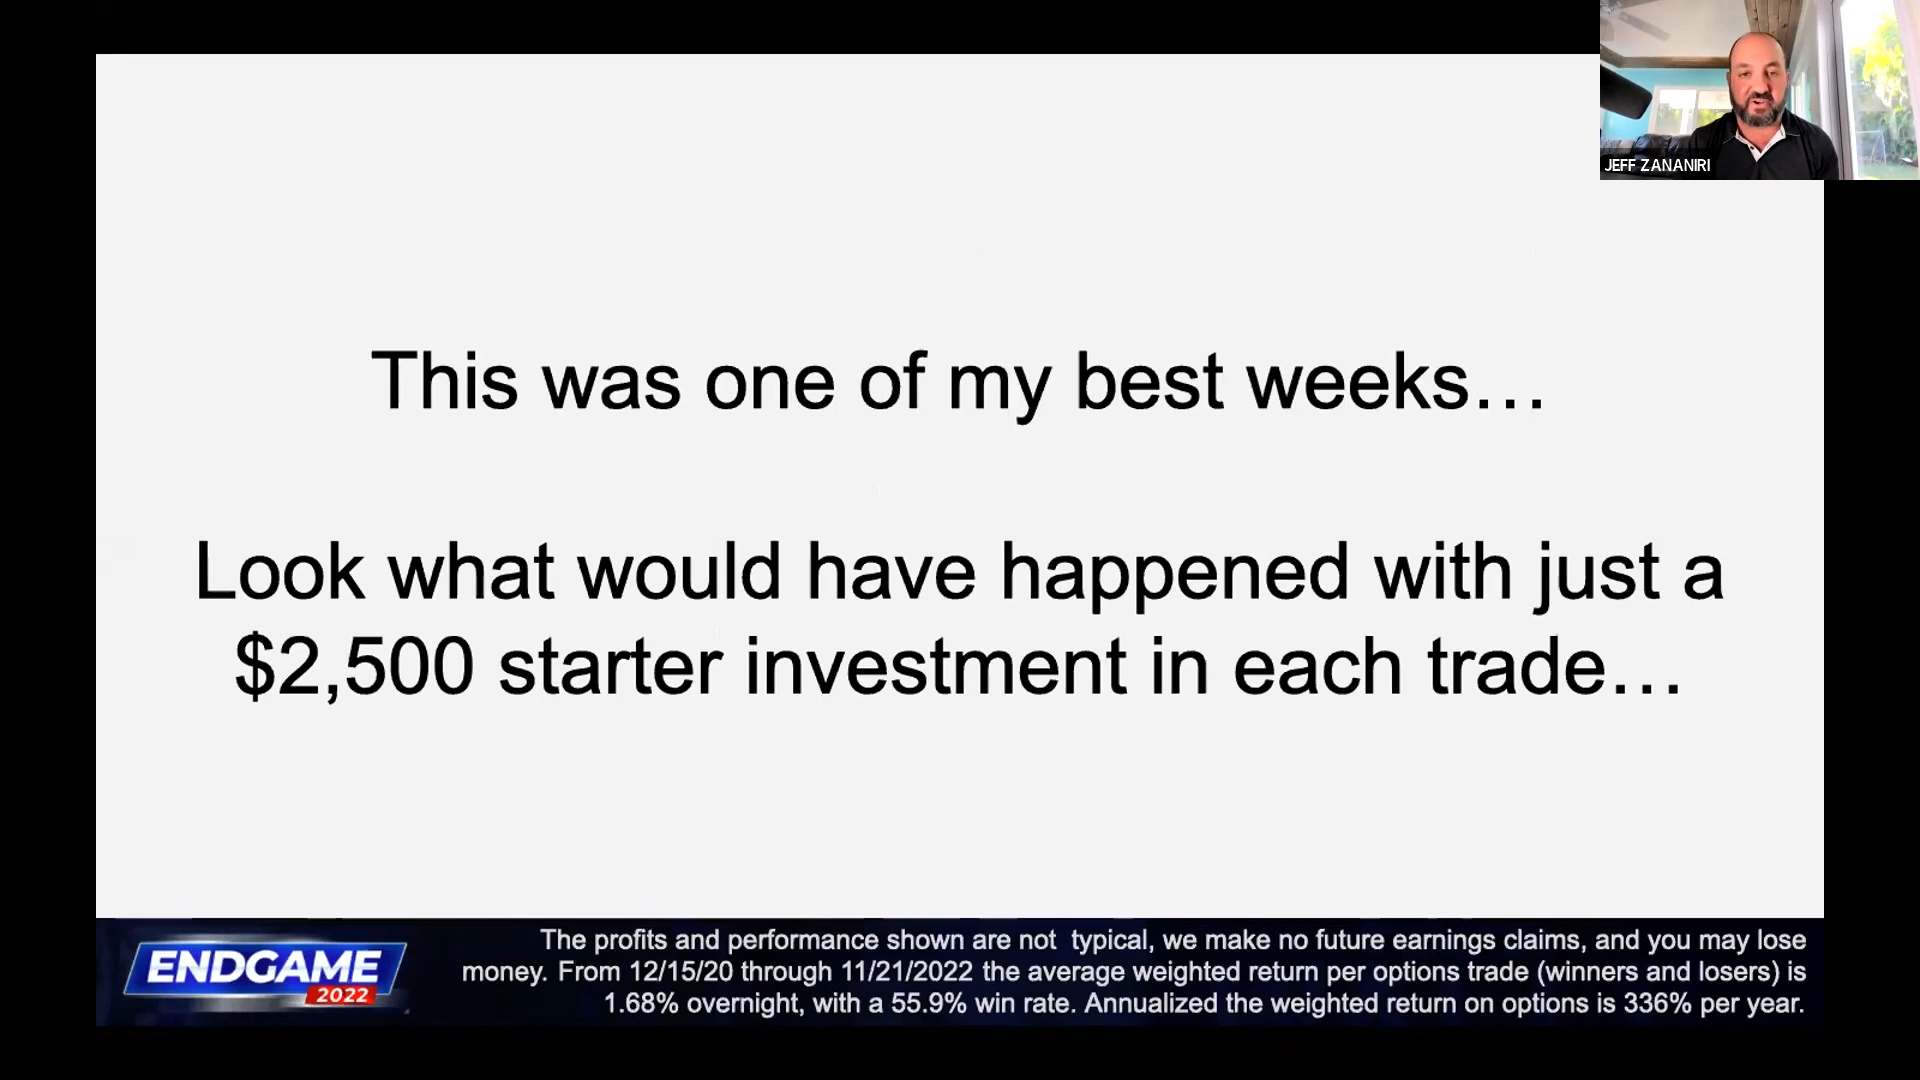 JEFF ZANANIRI
This was one of my best weeks…
Look what would have happened with just a
$2,500 starter investment in each trade…
ENDGAME
2022
The profits and performance shown are not  typical, we make no future earnings claims, and you may lose
money. From 12/15/20 through 11/21/2022 the average weighted return per options trade (winners and losers) is
1.68% overnight, with a 55.9% win rate. Annualized the weighted return on options is 336% per year.